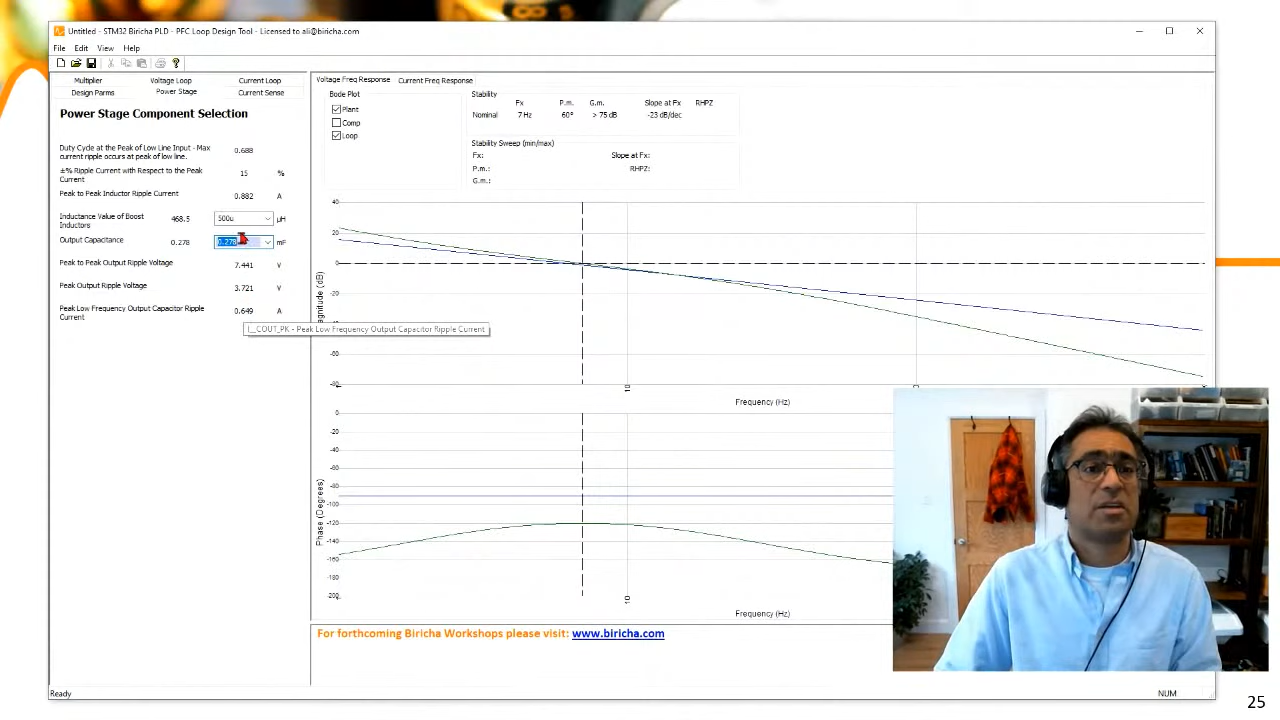 Untitled - STM32 Biricha PLD - PFC Loop Design Tool - Licensed to ali@biricha.com
File Edit View Help
Multiplier Voltage Loop Current Loop
Design Parms Power Stage Current Sense
Power Stage Component Selection
Duty Cycle at the Peak of Low Line Input - Max
current ripple occurs at peak of low line.
0.688
±% Ripple Current with Respect to the Peak
Current
15 %
Peak to Peak Inductor Ripple Current
0.882 A
Inductance Value of Boost
Inductors
468.5 500u µH
Output Capacitance 0.278 0.278 mF
Peak to Peak Output Ripple Voltage
7.441 V
Peak Output Ripple Voltage 3.721 V
Peak Low Frequency Output Capacitor Ripple
Current
0.649 A
I__COUT_PK - Peak Low Frequency Output Capacitor Ripple Current
Voltage Freq Response Current Freq Response
Bode Plot
Plant
Comp
Loop
Stability
Fx P.m. G.m. Slope at Fx RHPZ
Nominal 7 Hz 60° > 75 dB -23 dB/dec
Stability Sweep (min/max)
Fx: Slope at Fx:
P.m.: RHPZ:
G.m.:
40
20
0
-20
-60
Magnitude (dB)
10
Frequency (Hz)
0
-20
-40
-60
-80
-100
-120
-140
-160
-180
-200
Phase (Degrees)
10
Frequency (Hz)
For forthcoming Biricha Workshops please visit: www.biricha.com
Ready
NUM
25